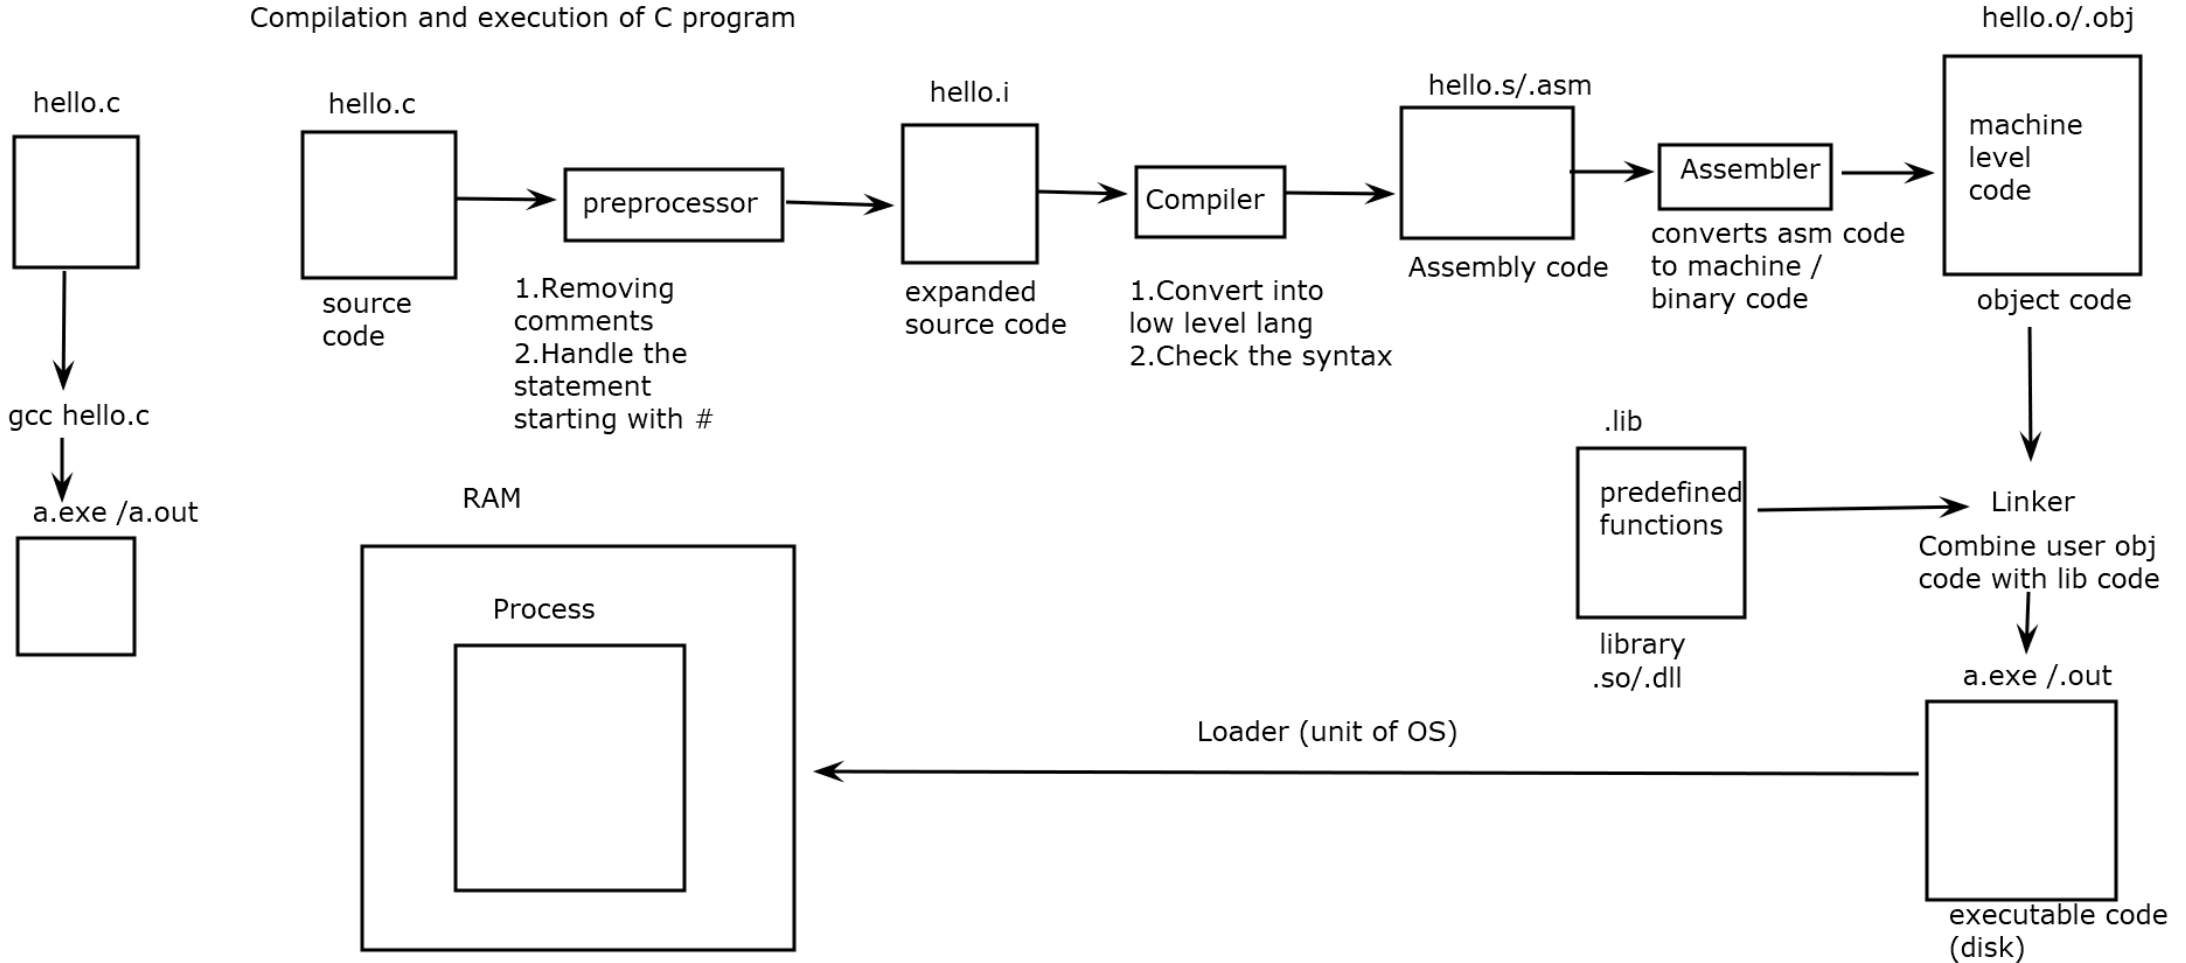 Compilation and execution of C program
hello.c
gcc hello.c
a.exe /a.out
hello.c
source
code
preprocessor
1.Removing
comments
2.Handle the
statement
starting with #
hello.i
expanded
source code
Compiler
1.Convert into
low level lang
2.Check the syntax
hello.s/.asm
Assembly code
Assembler
converts asm code
to machine /
binary code
hello.o/.obj
machine
level
code
object code
.lib
predefined
functions
library
.so/.dll
Linker
Combine user obj
code with lib code
a.exe /.out
executable code
(disk)
Loader (unit of OS)
RAM
Process